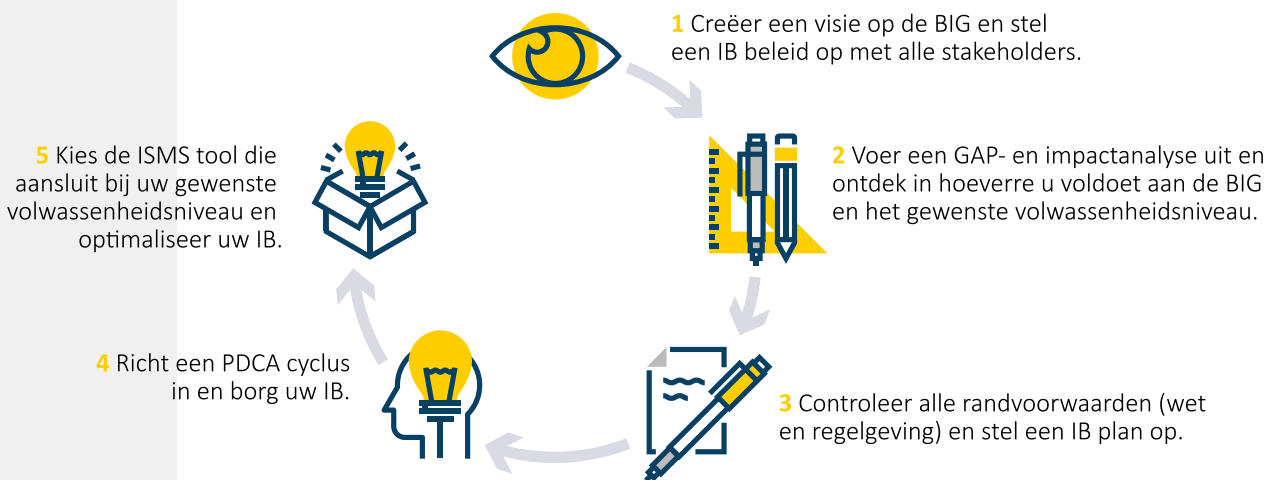 1 Creëer een visie op de BIG en stel
een IB beleid op met alle stakeholders.
2 Voer een GAP- en impactanalyse uit en
ontdek in hoeverre u voldoet aan de BIG
en het gewenste volwassenheidsniveau.
3 Controleer alle randvoorwaarden (wet
en regelgeving) en stel een IB plan op.
4 Richt een PDCA cyclus
in en borg uw IB.
5 Kies de ISMS tool die
aansluit bij uw gewenste
volwassenheidsniveau en
optimaliseer uw IB.